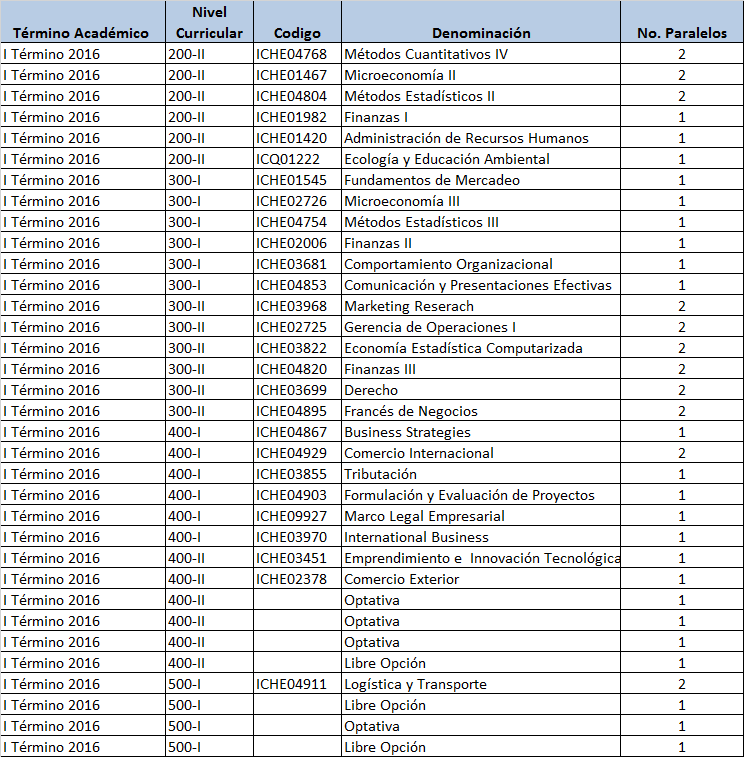 Término Académico Nivel Curricular Codigo Denominación No. Paralelos
I Término 2016 200-II ICHE04768 Métodos Cuantitativos IV 2
I Término 2016 200-II ICHE01467 Microeconomía II 2
I Término 2016 200-II ICHE04804 Métodos Estadísticos II 2
I Término 2016 200-II ICHE01982 Finanzas I 1
I Término 2016 200-II ICHE01420 Administración de Recursos Humanos 1
I Término 2016 200-II ICQ01222 Ecología y Educación Ambiental 1
I Término 2016 300-I ICHE01545 Fundamentos de Mercadeo 1
I Término 2016 300-I ICHE02726 Microeconomía III 1
I Término 2016 300-I ICHE04754 Métodos Estadísticos III 1
I Término 2016 300-I ICHE02006 Finanzas II 1
I Término 2016 300-I ICHE03681 Comportamiento Organizacional 1
I Término 2016 300-I ICHE04853 Comunicación y Presentaciones Efectivas 1
I Término 2016 300-II ICHE03968 Marketing Reserach 2
I Término 2016 300-II ICHE02725 Gerencia de Operaciones I 2
I Término 2016 300-II ICHE03822 Economía Estadística Computarizada 2
I Término 2016 300-II ICHE04820 Finanzas III 2
I Término 2016 300-II ICHE03699 Derecho 2
I Término 2016 300-II ICHE04895 Francés de Negocios 2
I Término 2016 400-I ICHE04867 Business Strategies 1
I Término 2016 400-I ICHE04929 Comercio Internacional 2
I Término 2016 400-I ICHE03855 Tributación 1
I Término 2016 400-I ICHE04903 Formulación y Evaluación de Proyectos 1
I Término 2016 400-I ICHE09927 Marco Legal Empresarial 1
I Término 2016 400-I ICHE03970 International Business 1
I Término 2016 400-II ICHE03451 Emprendimiento e Innovación Tecnológica 1
I Término 2016 400-II ICHE02378 Comercio Exterior 1
I Término 2016 400-II Optativa 1
I Término 2016 400-II Optativa 1
I Término 2016 400-II Optativa 1
I Término 2016 400-II Libre Opción 1
I Término 2016 500-I ICHE04911 Logística y Transporte 2
I Término 2016 500-I Libre Opción 1
I Término 2016 500-I Optativa 1
I Término 2016 500-I Libre Opción 1